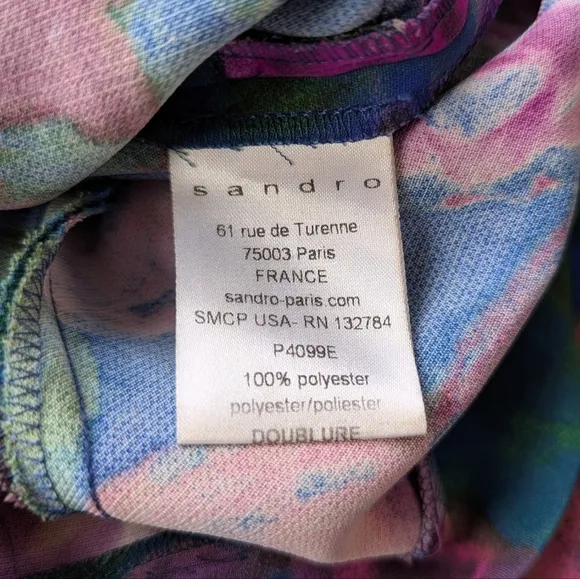 sandro
61 rue de Turenne
75003 Paris
FRANCE
sandro-paris.com
SMCP USA- RN 132784
P4099E
100% polyester
polyester/poliester
DOUBLURE